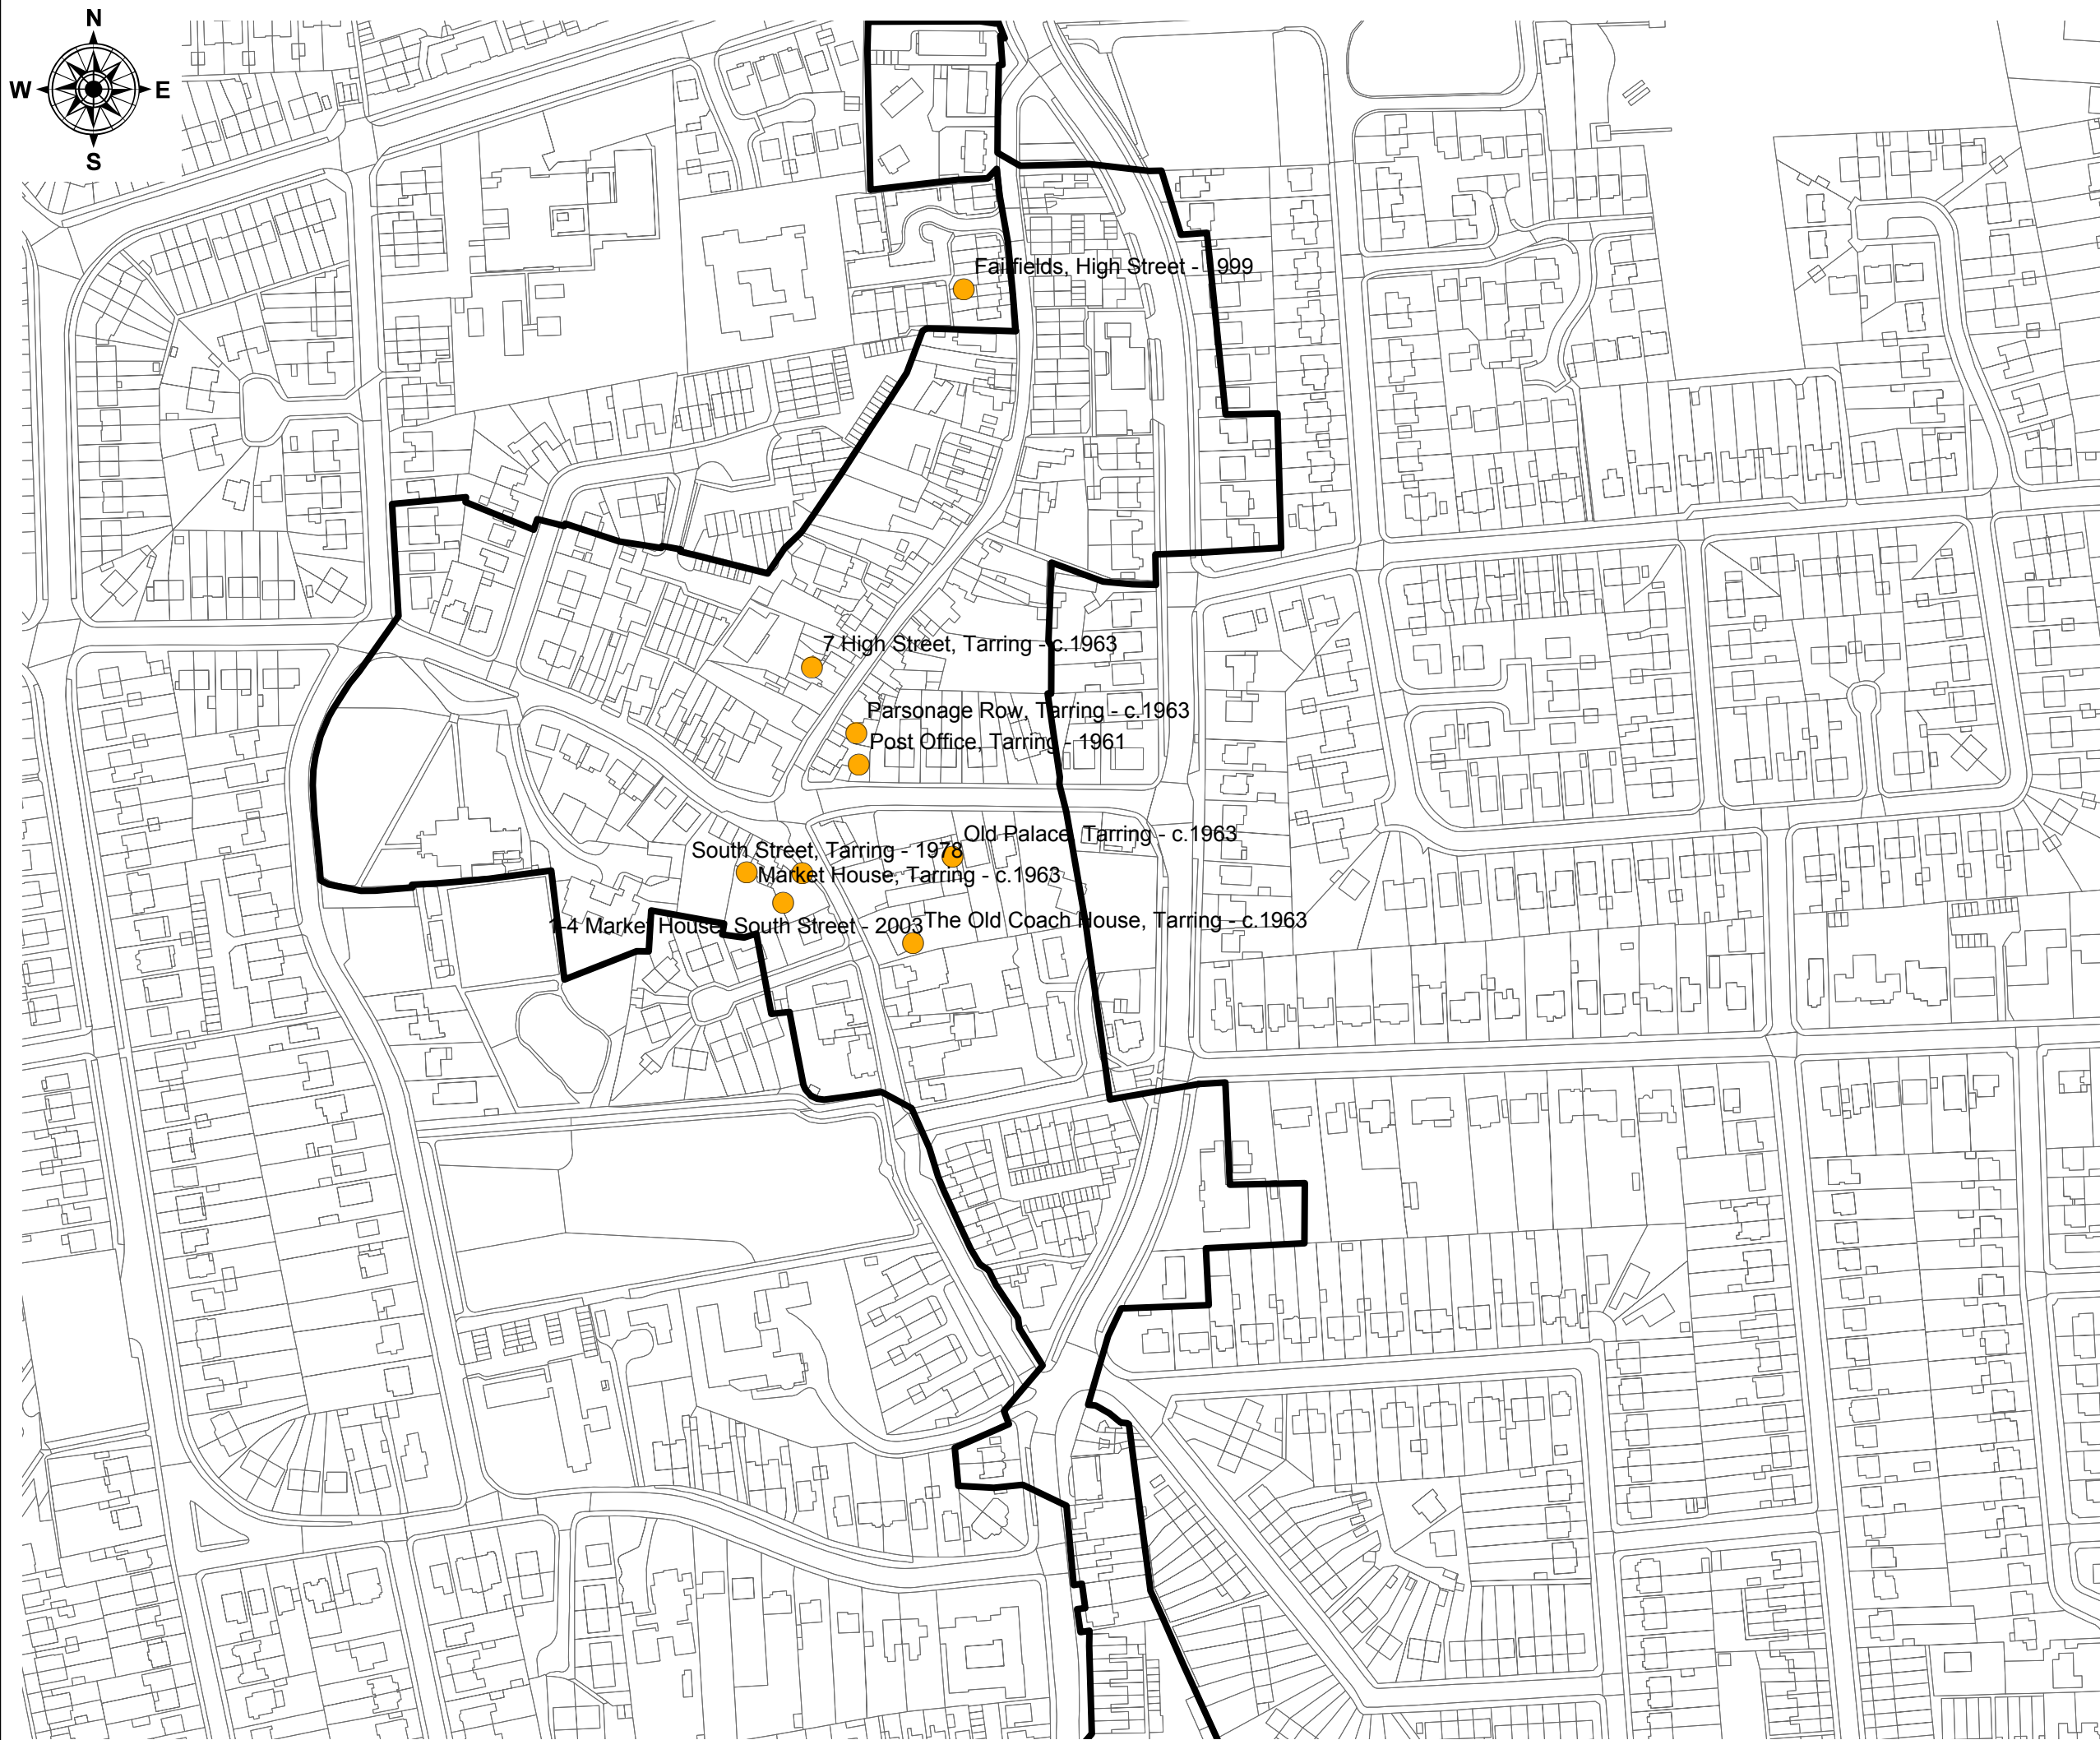 N
W E
S
Fairfields, High Street - 1999
7 High Street, Tarring - c.1963
Parsonage Row, Tarring - c.1963
Post Office, Tarring - 1961
Old Palace, Tarring - c.1963
South Street, Tarring - 1978
Market House, Tarring - c.1963
1-4 Market House, South Street - 2003
The Old Coach House, Tarring - c.1963